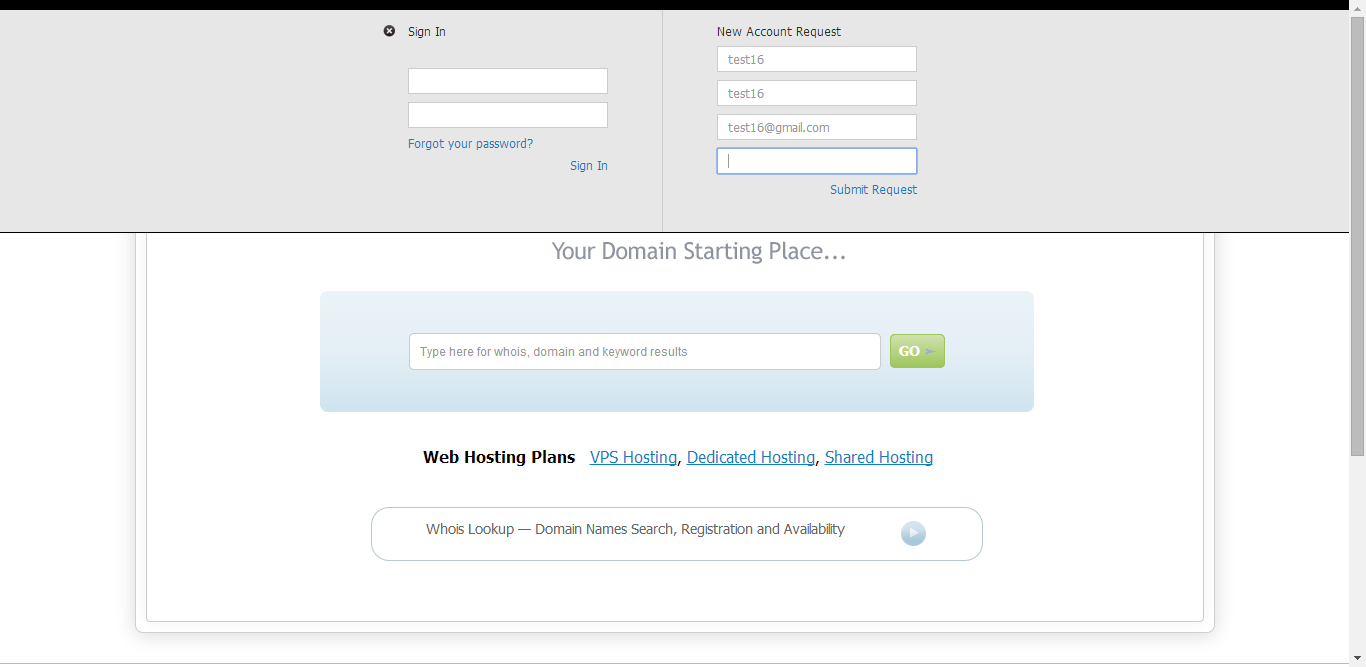 Sign In
Forgot your password?
Sign In
New Account Request
test16
test16
test16@gmail.com
Submit Request
Your Domain Starting Place...
Type here for whois, domain and keyword results
GO
Web Hosting Plans VPS Hosting, Dedicated Hosting, Shared Hosting
Whois Lookup — Domain Names Search, Registration and Availability